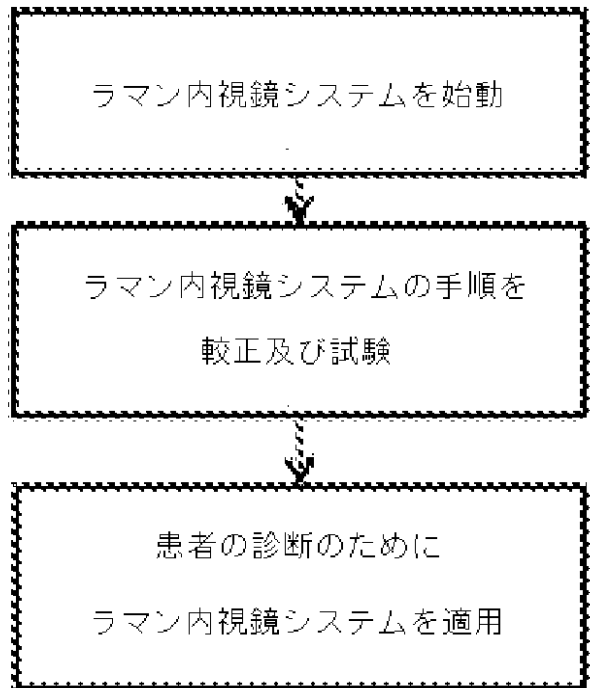 ラマン内視鏡システムを始動
ラマン内視鏡システムの手順を
較正及び試験
患者の診断のために
ラマン内視鏡システムを適用